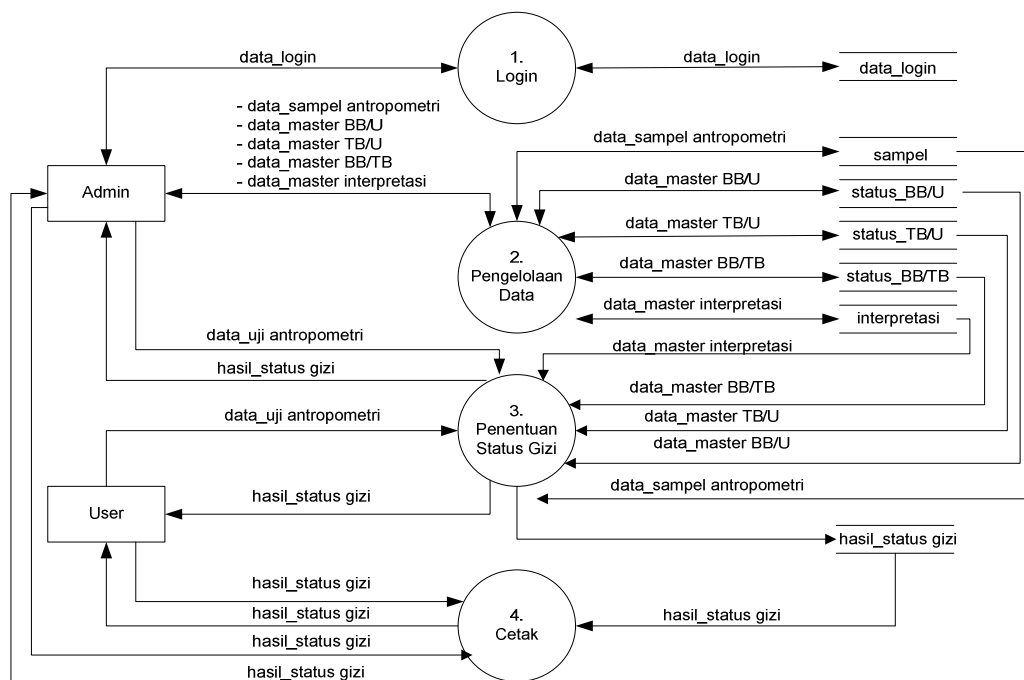 data_login
1.
Login
data_login
data_login
- data_sampel antropometri
- data_master BB/U
- data_master TB/U
- data_master BB/TB
- data_master interpretasi
data_sampel antropometri
sampel
Admin
data_master BB/U
status_BB/U
data_master TB/U
status_TB/U
2.
Pengelolaan
Data
data_master BB/TB
status_BB/TB
data_master interpretasi
interpretasi
data_uji antropometri
data_master interpretasi
hasil_status gizi
data_master BB/TB
3.
Penentuan
Status Gizi
data_uji antropometri
data_master TB/U
data_master BB/U
data_sampel antropometri
User
hasil_status gizi
hasil_status gizi
hasil_status gizi
hasil_status gizi
4.
Cetak
hasil_status gizi
hasil_status gizi
hasil_status gizi